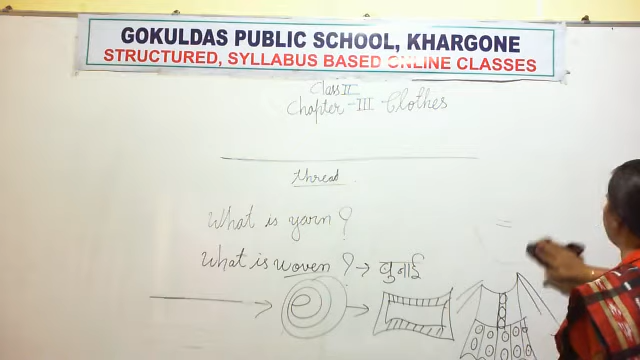 GOKULDAS PUBLIC SCHOOL, KHARGONE
STRUCTURED, SYLLABUS BASED ONLINE CLASSES
Class II
Chapter - III Clothes
thread
What is yarn?
=
What is woven? → बुनाई